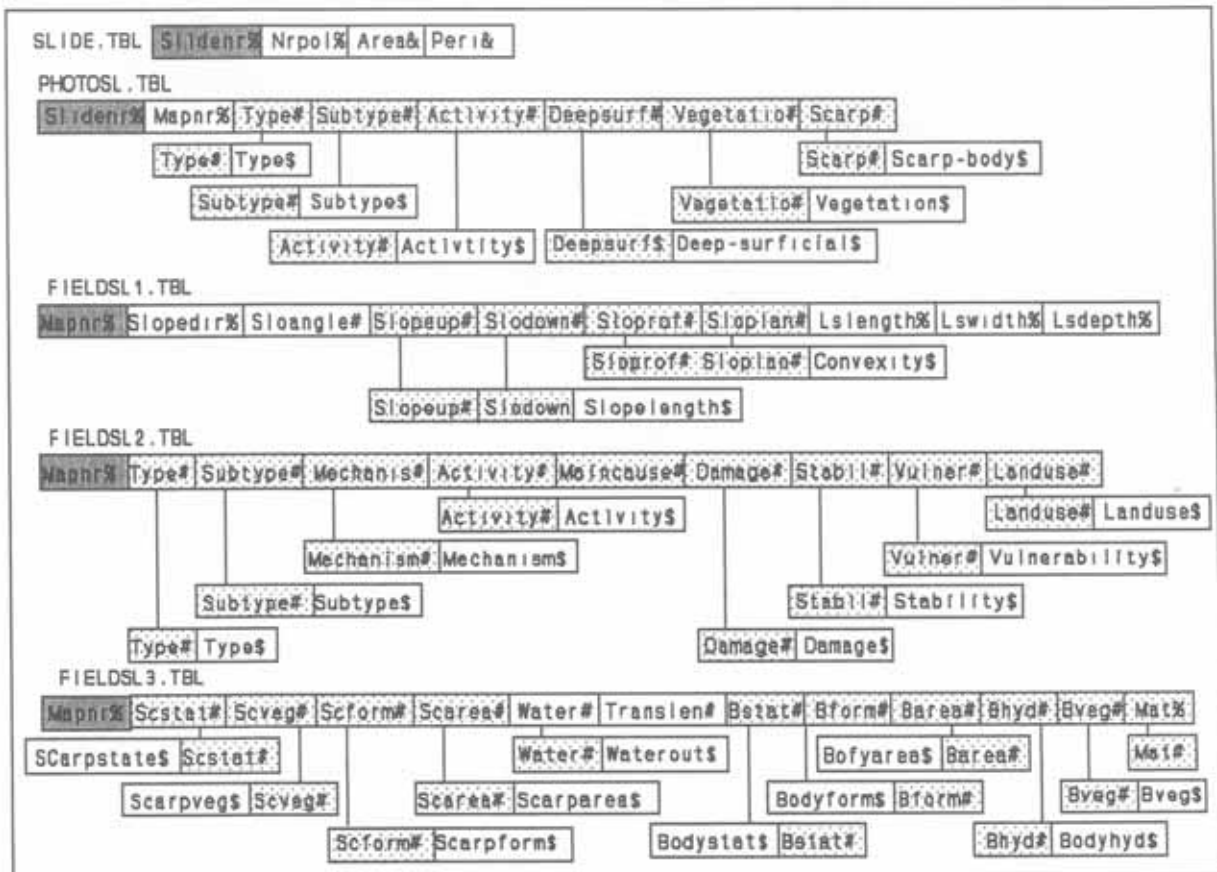 SLIDE.TBL Slidenr% Nrpol% Area& Peri&
PHOTOSL.TBL
Slidenr% Mapnr% Type# Subtype# Activity# Deepsurf# Vegetatio# Scarp#
Type# Type$ Scarp# Scarp-body$
Subtype# Subtype$ Vegetatio# Vegetation$
Activity# Activtity$ Deepsurf$ Deep-surficial$
FIELDSL1.TBL
Mapnr% Slopedir% Sloangle# Slopeup# Slodown# Sloprof# Sloplan# Lslength% Lswidth% Lsdepth%
Sloprof# Sloplan# Convexity$
Slopeup# Slodown Slopelength$
FIELDSL2.TBL
Mapnr% Type# Subtype# Mechanis# Activity# Maincause# Damage# Stabil# Vulner# Landuse#
Activity# Activity$ Landuse# Landuse$
Mechanism# Mechanism$ Vulner# Vulnerability$
Subtype# Subtype$ Stabil# Stability$
Type# Type$ Damage# Damage$
FIELDSL3.TBL
Mapnr% Scstat# Scveg# Scform# Scarea# Water# Translen# Bstat# Bform# Barea# Bhyd# Bveg# Mat%
SCarpstate$ Scstat# Water# Waterout$ Bofyarea$ Barea# Mat#
Scarpveg$ Scveg# Scarea# Scarparea$ Bodyform$ Bform# Bveg# Bveg$
Scform# Scarpform$ Bodystat$ Bstat# Bhyd# Bodyhyd$